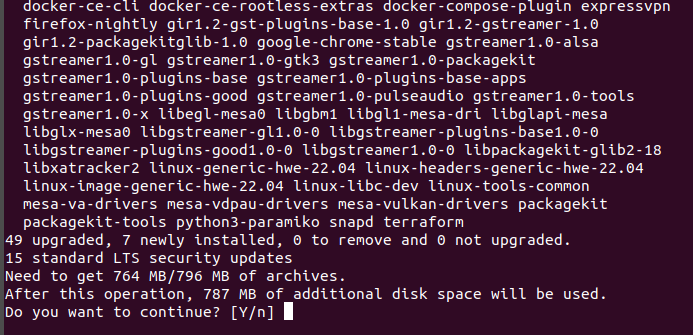 docker-ce-cli docker-ce-rootless-extras docker-compose-plugin expressvpn
firefox-nightly gir1.2-gst-plugins-base-1.0 gir1.2-gstreamer-1.0
gir1.2-packagekitglib-1.0 google-chrome-stable gstreamer1.0-alsa
gstreamer1.0-gl gstreamer1.0-gtk3 gstreamer1.0-packagekit
gstreamer1.0-plugins-base gstreamer1.0-plugins-base-apps
gstreamer1.0-plugins-good gstreamer1.0-pulseaudio gstreamer1.0-tools
gstreamer1.0-x libegl-mesa0 libgbm1 libgl1-mesa-dri libglapi-mesa
libglx-mesa0 libgstreamer-gl1.0-0 libgstreamer-plugins-base1.0-0
libgstreamer-plugins-good1.0-0 libgstreamer1.0-0 libpackagekit-glib2-18
libxatracker2 linux-generic-hwe-22.04 linux-headers-generic-hwe-22.04
linux-image-generic-hwe-22.04 linux-libc-dev linux-tools-common
mesa-va-drivers mesa-vdpau-drivers mesa-vulkan-drivers packagekit
packagekit-tools python3-paramiko snapd terraform
49 upgraded, 7 newly installed, 0 to remove and 0 not upgraded.
15 standard LTS security updates
Need to get 764 MB/796 MB of archives.
After this operation, 787 MB of additional disk space will be used.
Do you want to continue? [Y/n]